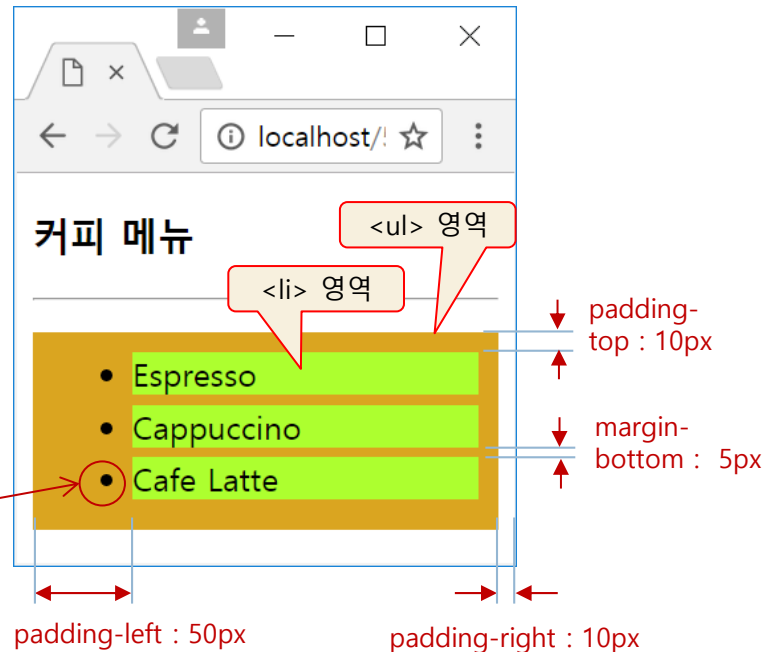 localhost/!
커피 메뉴
<ul> 영역
<li> 영역
padding-
top : 10px
• Espresso
• Cappuccino
• Cafe Latte
margin-
bottom : 5px
padding-left : 50px
padding-right : 10px